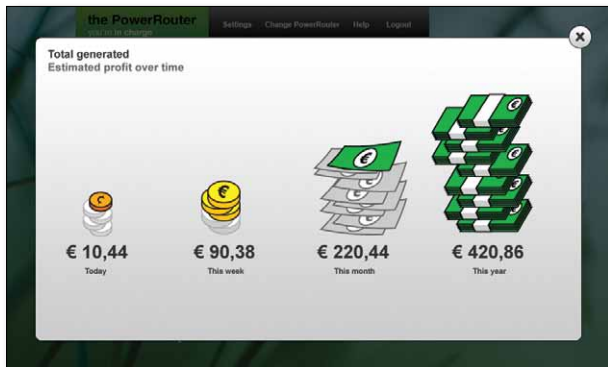 the PowerRouter
you're in charge
Settings Change PowerRouter Help Logout
Total generated
Estimated profit over time
€ 10,44
Today
€ 90,38
This week
€ 220,44
This month
€ 420,86
This year